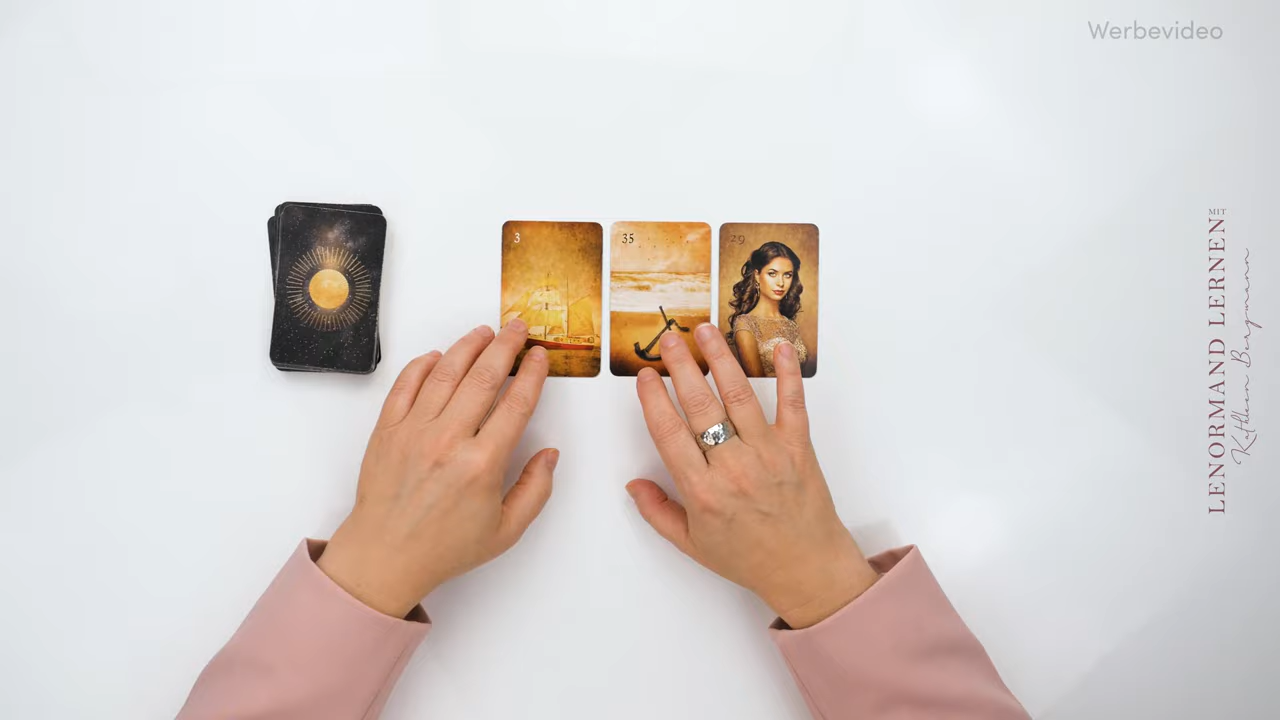 Werbevideo
3
35
29
LENORMAND LERNEN MIT
Kathleen Bergmann